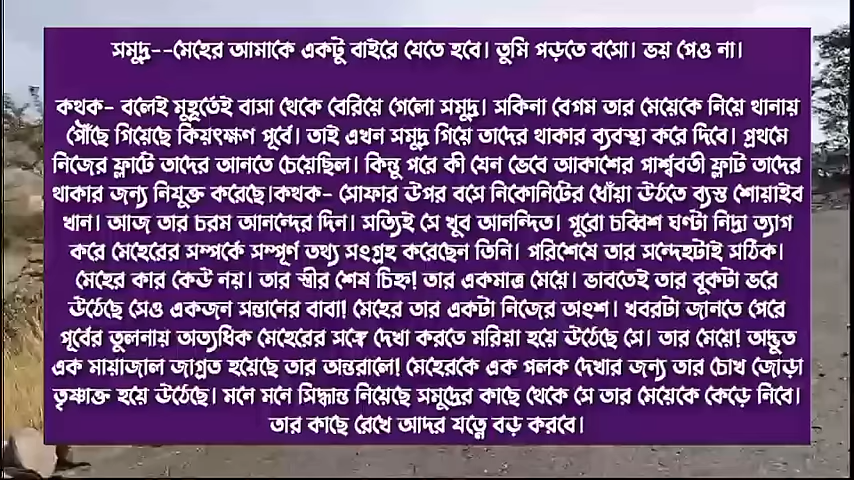 সমুদ্র--মেহের আমাকে একটু বাইরে যেতে হবে। তুমি পড়তে বসো। ভয় পেও না।
কথক- বলেই মুহূর্তেই বাসা থেকে বেরিয়ে গেলো সমুদ্র। সকিনা বেগম তার মেয়েকে নিয়ে থানায়
পৌঁছে গিয়েছে কিয়ৎক্ষণ পূর্বে। তাই এখন সমুদ্র গিয়ে তাদের থাকার ব্যবস্থা করে দিবে। প্রথমে
নিজের ফ্লাটে তাদের আনতে চেয়েছিল। কিন্তু পরে কী যেন ভেবে আকাশের পার্শ্ববর্তী ফ্লাট তাদের
থাকার জন্য নিযুক্ত করেছে।কথক- সোফার উপর বসে নিকোনিটের ধোঁয়া উঠতে ব্যস্ত শোয়াইব
খান। আজ তার চরম আনন্দের দিন। সত্যিই সে খুব আনন্দিত। পুরো চব্বিশ ঘণ্টা নিদ্রা ত্যাগ
করে মেহেরের সম্পর্কে সম্পূর্ণ তথ্য সংগ্রহ করেছেন তিনি। পরিশেষে তার সন্দেহটাই সঠিক।
মেহের কার কেউ নয়। তার স্ত্রীর শেষ চিহ্ন! তার একমাত্র মেয়ে। ভাবতেই তার বুকটা ভরে
উঠেছে সেও একজন সন্তানের বাবা! মেহের তার একটা নিজের অংশ। খবরটা জানতে পেরে
পূর্বের তুলনায় অত্যধিক মেহেরের সঙ্গে দেখা করতে মরিয়া হয়ে উঠেছে সে। তার মেয়ে! অদ্ভুত
এক মায়াজাল জাগ্রত হয়েছে তার অন্তরালে! মেহেরকে এক পলক দেখার জন্য তার চোখ জোড়া
তৃষ্ণাক্ত হয়ে উঠেছে। মনে মনে সিদ্ধান্ত নিয়েছে সমুদ্রের কাছে থেকে সে তার মেয়েকে কেড়ে নিবে।
তার কাছে রেখে আদর যত্নে বড় করবে।